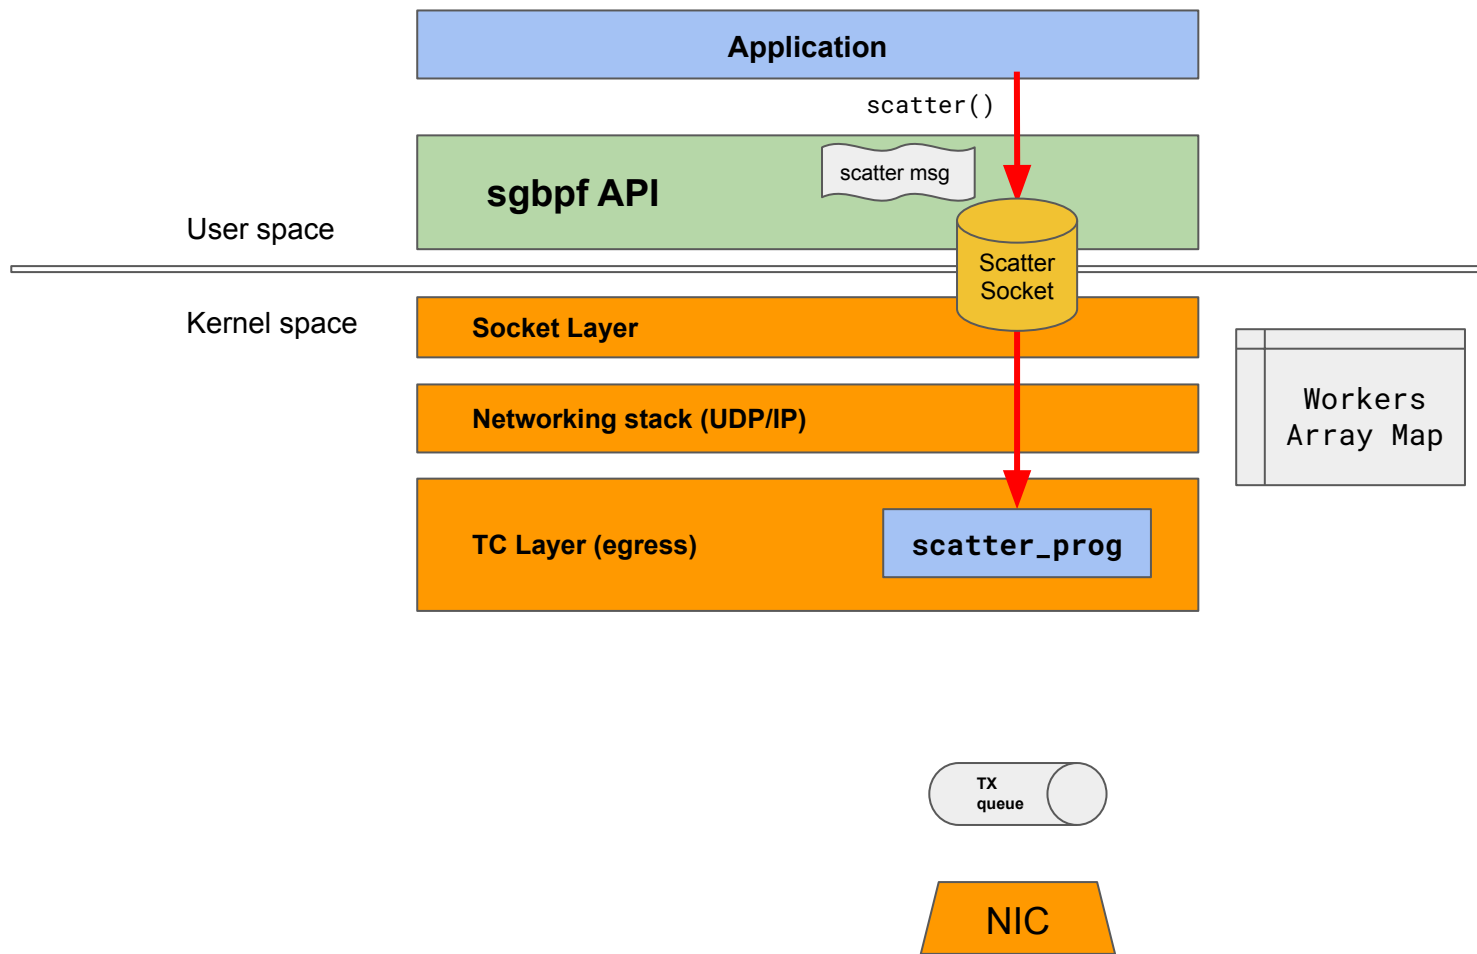 Application
scatter()
scatter msg
sgbpf API
User space
Scatter
Socket
Kernel space
Socket Layer
Workers
Array Map
Networking stack (UDP/IP)
TC Layer (egress)
scatter_prog
TX
queue
NIC